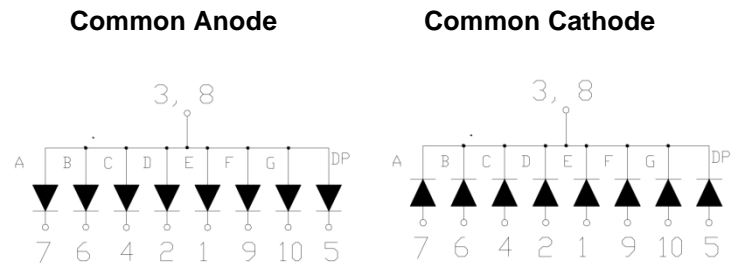 Common Anode Common Cathode
3, 8 3, 8
A B C D E F G DP A B C D E F G DP
7 6 4 2 1 9 10 5 7 6 4 2 1 9 10 5